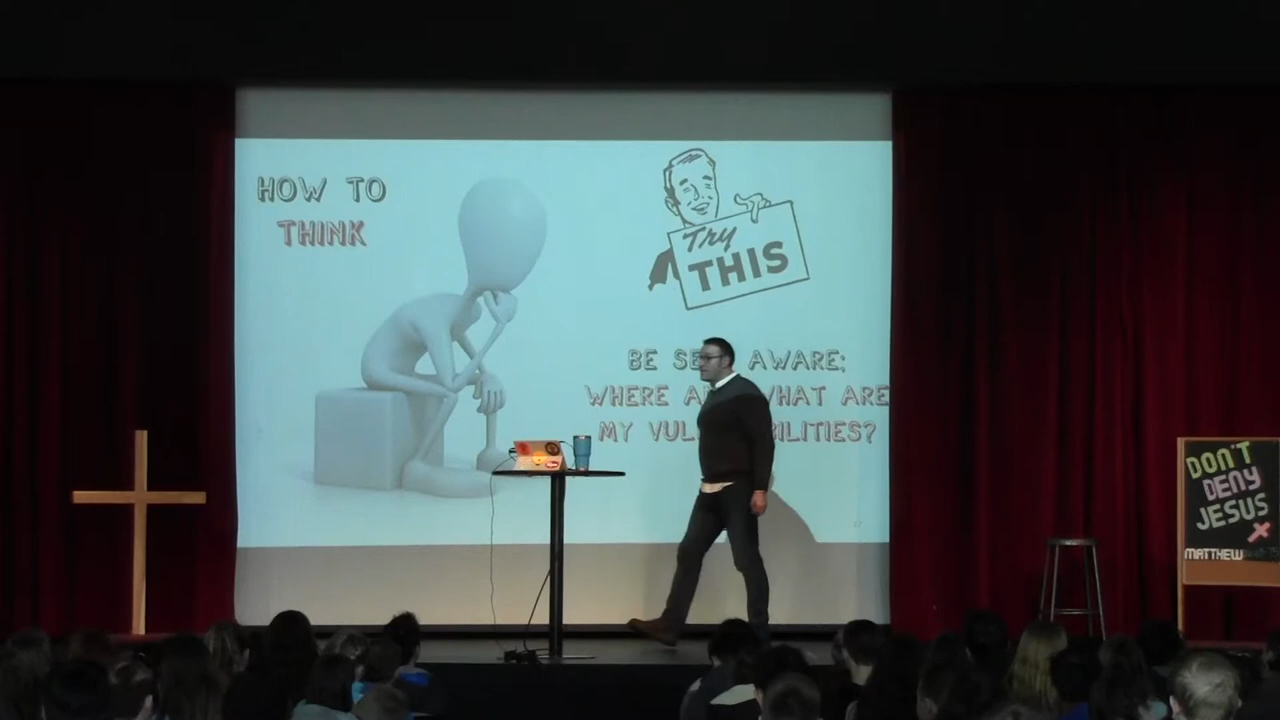 HOW TO
THINK
Try
THIS
BE SE AWARE;
WHERE A WHAT ARE
MY VUL BILITIES?
DON'T
DENY
JESUS
MATTHEW